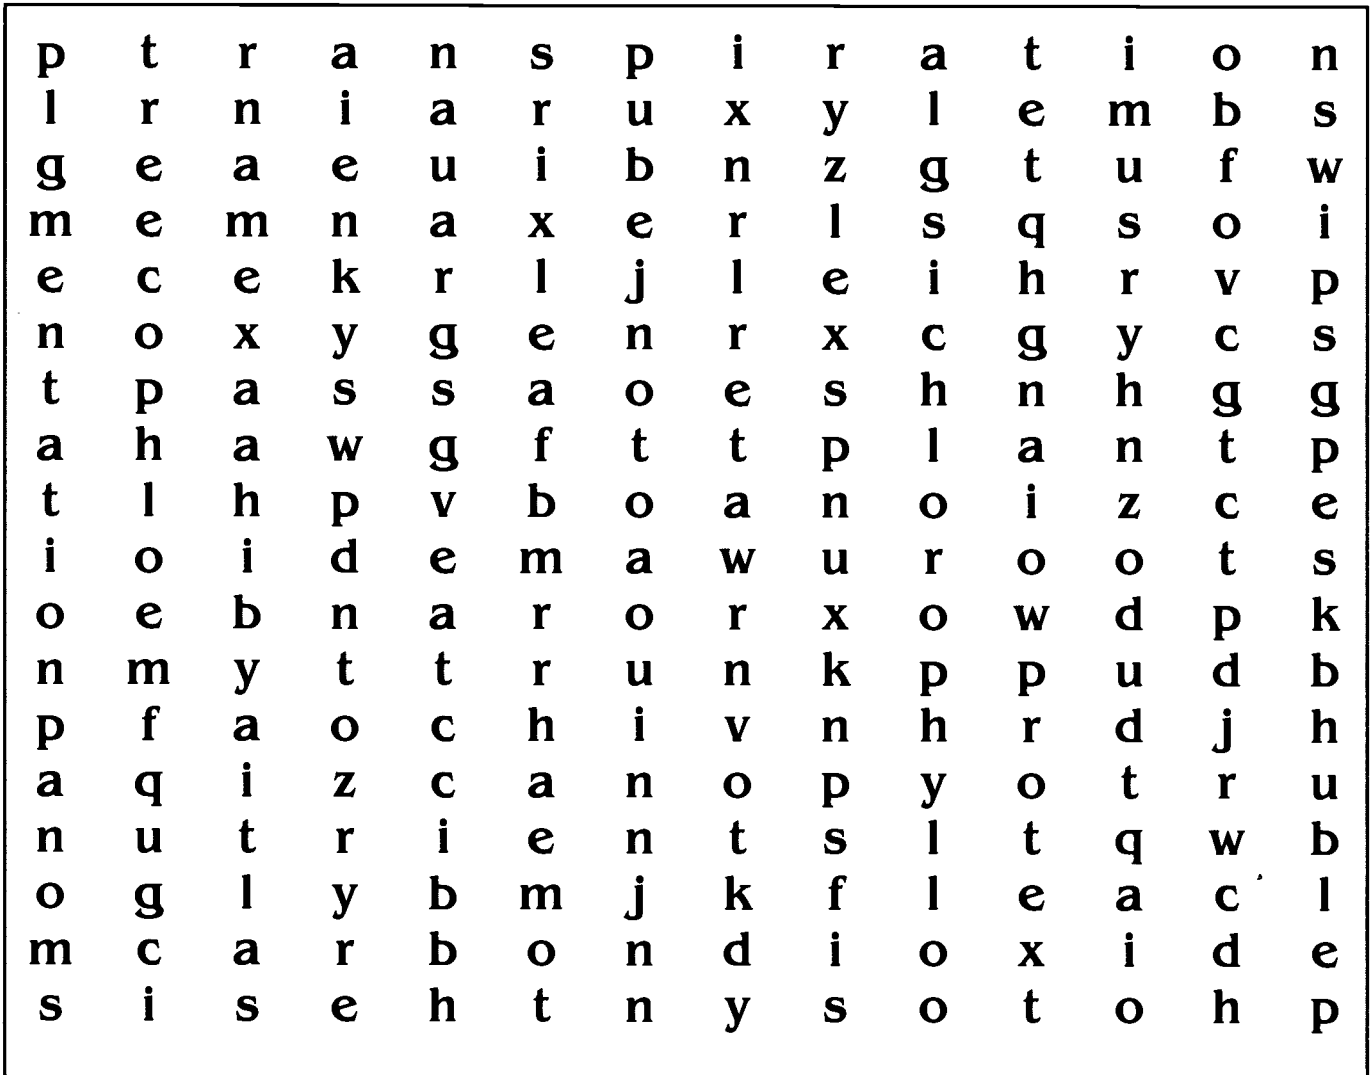 p t r a n s p i r a t i o n
l r n i a r u x y l e m b s
g e a e u i b n z g t u f w
m e m n a x e r l s q s o i
e c e k r l j l e i h r v p
n o x y g e n r x c g y c s
t p a s s a o e s h n h g g
a h a w g f t t p l a n t p
t l h p v b o a n o i z c e
i o i d e m a w u r o o t s
o e b n a r o r x o w d p k
n m y t t r u n k p p u d b
p f a o c h i v n h r d j h
a q i z c a n o p y o t r u
n u t r i e n t s l t q w b
o g l y b m j k f l e a c l
m c a r b o n d i o x i d e
s i s e h t n y s o t o h p